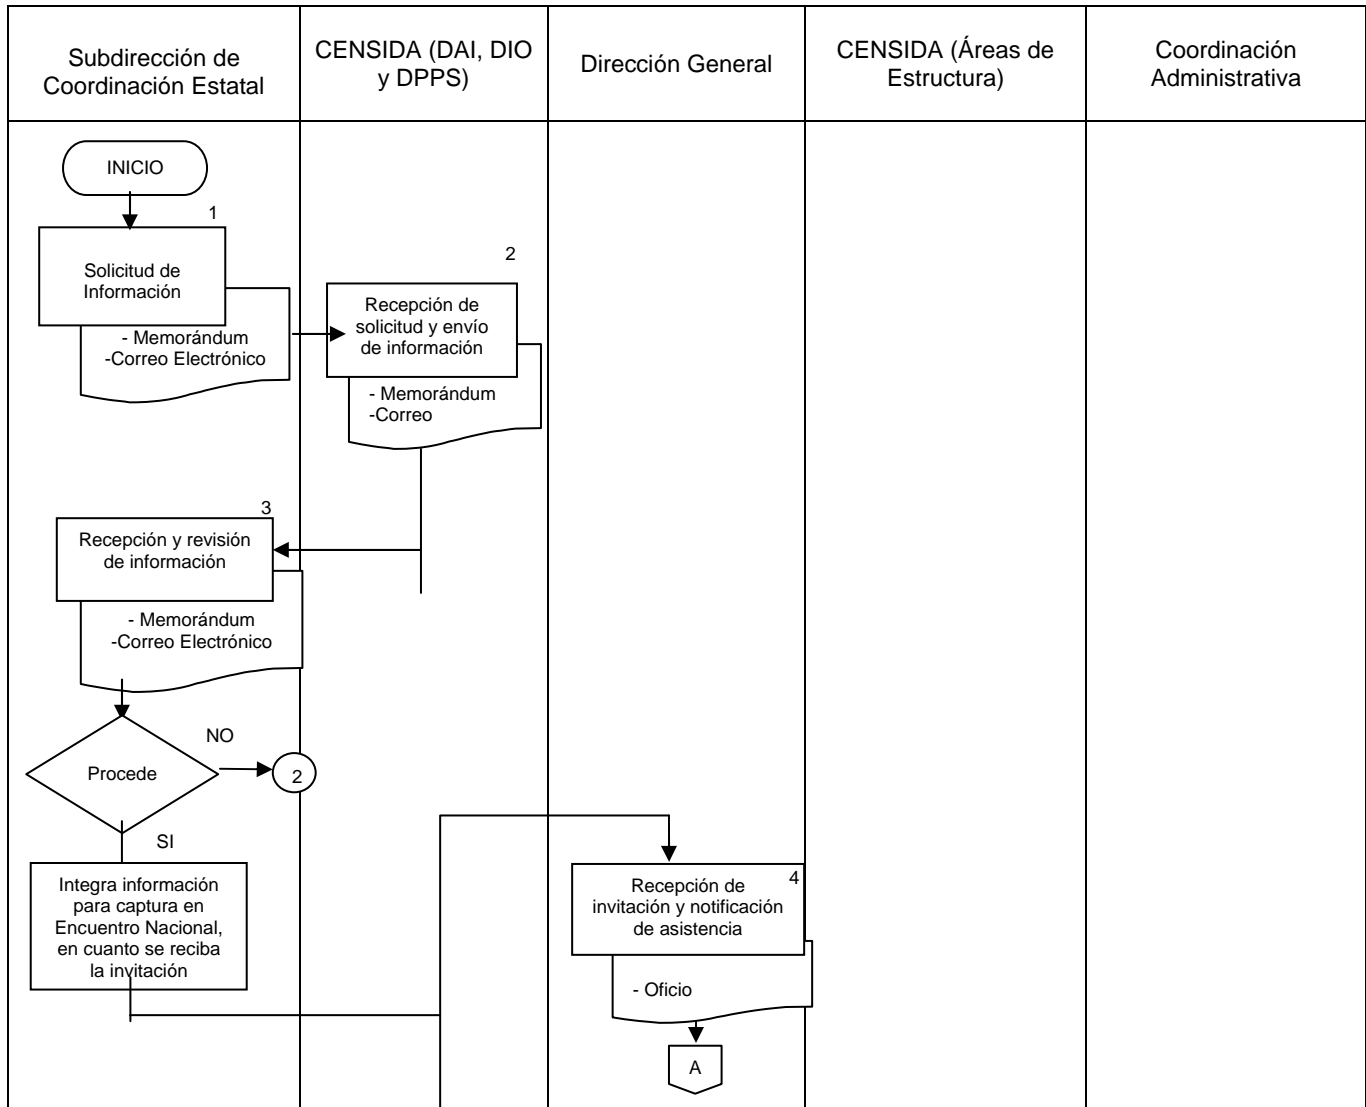 Subdirección de
Coordinación Estatal
CENSIDA (DAI, DIO
y DPPS)
Dirección General
CENSIDA (Áreas de
Estructura)
Coordinación
Administrativa
INICIO
1
Solicitud de
Información
- Memorándum
-Correo Electrónico
2
Recepción de
solicitud y envío
de información
- Memorándum
-Correo
3
Recepción y revisión
de información
- Memorándum
-Correo Electrónico
Procede
NO
2
SI
Integra información
para captura en
Encuentro Nacional,
en cuanto se reciba
la invitación
4
Recepción de
invitación y notificación
de asistencia
- Oficio
A